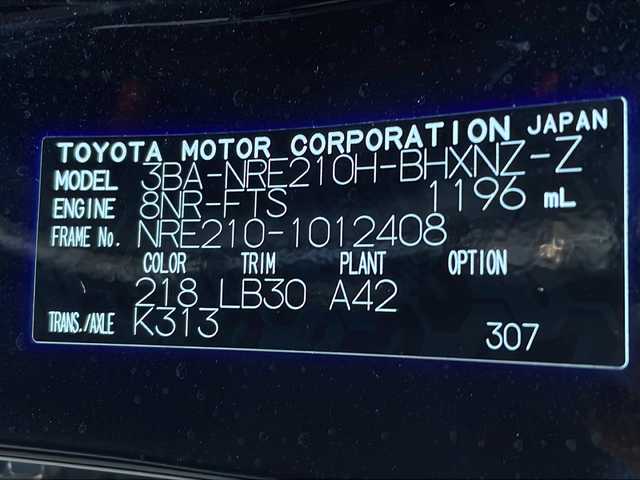 TOYOTA MOTOR CORPORATION JAPAN
MODEL 3BA-NRE210H-BHXNZ-Z
ENGINE 8NR-FTS 1196 mL
FRAME No. NRE210-1012408
COLOR TRIM PLANT OPTION
218 LB30 A42
TRANS./AXLE K313 307